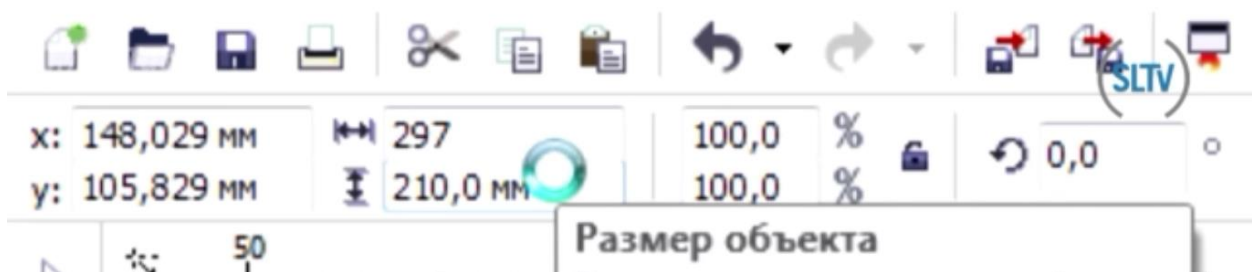 SLTV
x: 148,029 мм 297 100,0 % 0,0 °
y: 105,829 мм 210,0 мм 100,0 %
50
Размер объекта